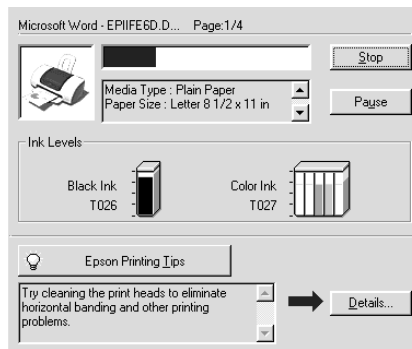 Microsoft Word - EPIIFE6D.D... Page:1/4
Stop
Media Type : Plain Paper
Paper Size : Letter 8 1/2 x 11 in
Pause
Ink Levels
Black Ink
T026
Color Ink
T027
Epson Printing Tips
Try cleaning the print heads to eliminate
horizontal banding and other printing
problems.
Details...